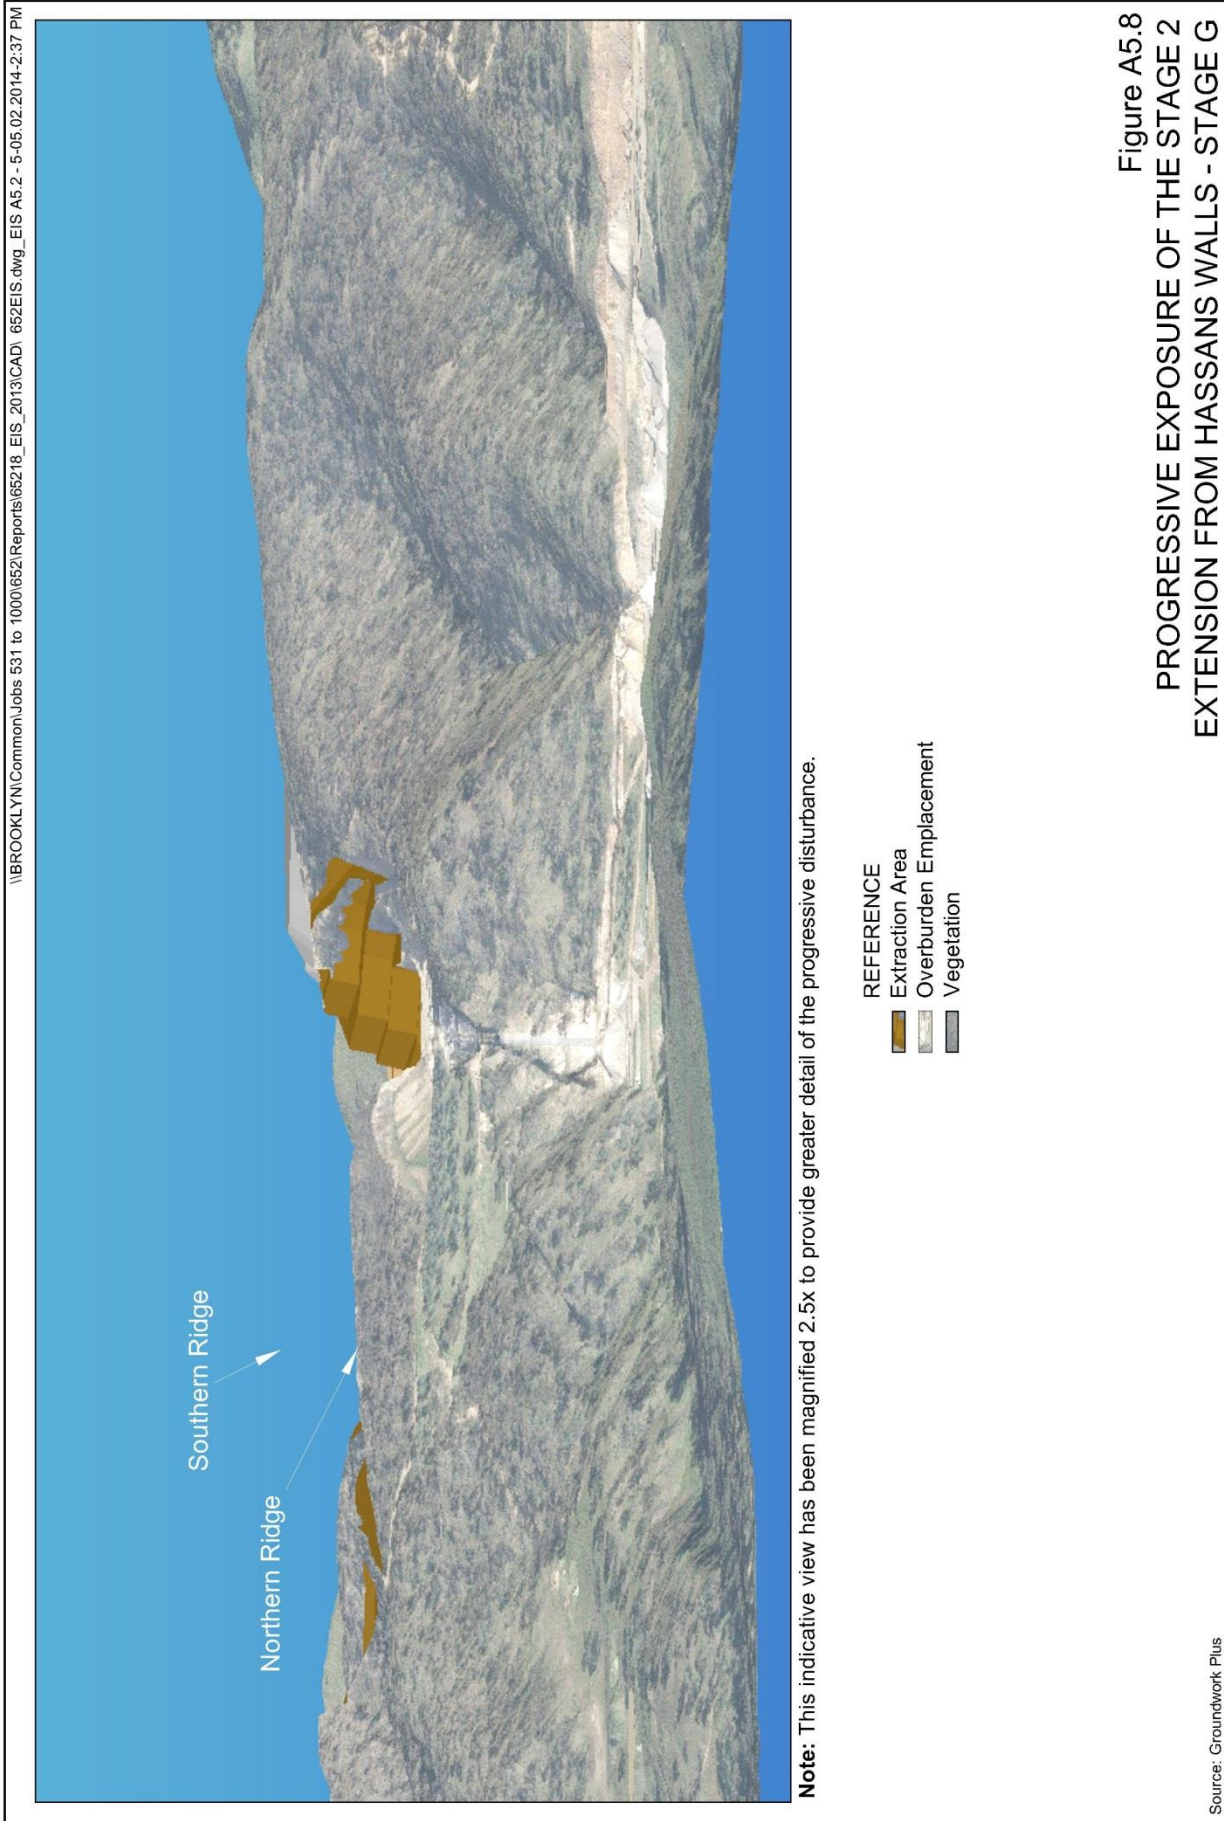 \\BROOKLYN\Common\Jobs 531 to 1000\652\Reports\65218_EIS_2013\CAD\ 652EIS.dwg_EIS A5.2 - 5-05.02.2014-2:37 PM
Southern Ridge
Northern Ridge
Note: This indicative view has been magnified 2.5x to provide greater detail of the progressive disturbance.
REFERENCE
Extraction Area
Overburden Emplacement
Vegetation
Figure A5.8
PROGRESSIVE EXPOSURE OF THE STAGE 2
EXTENSION FROM HASSANS WALLS - STAGE G
Source: Groundwork Plus